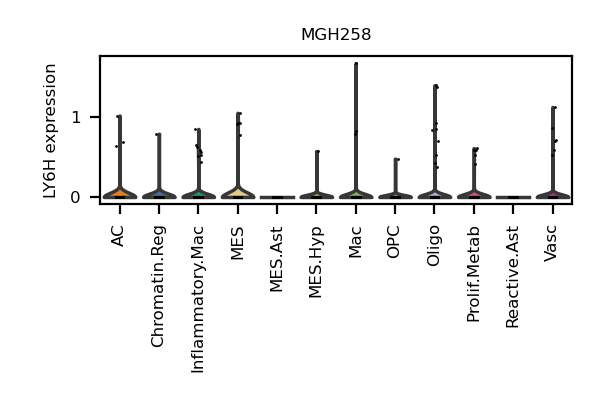 MGH258
LY6H expression
1
0
AC
Chromatin.Reg
Inflammatory.Mac
MES
MES.Ast
MES.Hyp
Mac
OPC
Oligo
Prolif.Metab
Reactive.Ast
Vasc